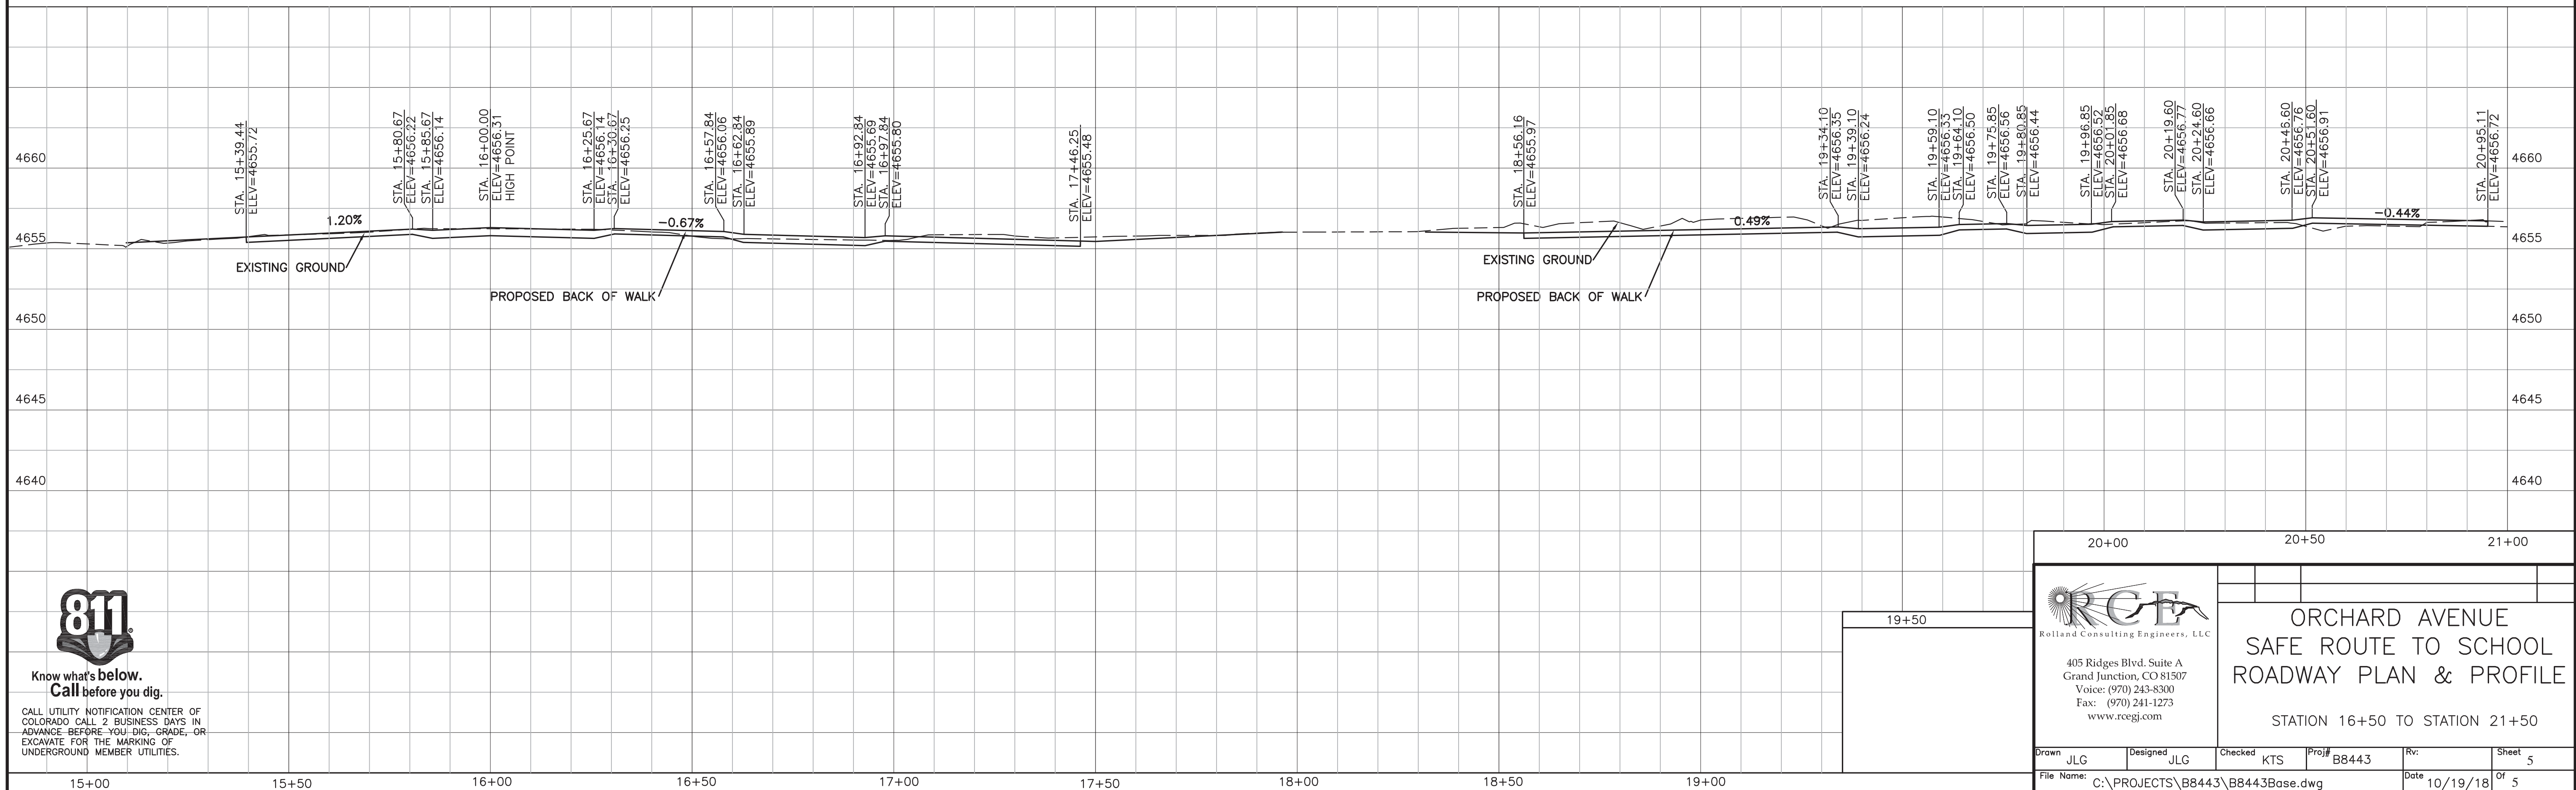 STA. 15+39.44
ELEV=4655.72
STA. 15+80.67
ELEV=4656.22
STA. 15+85.67
ELEV=4656.14
STA. 16+00.00
ELEV=4656.31
HIGH POINT
STA. 16+25.67
ELEV=4656.14
STA. 16+30.67
ELEV=4656.25
STA. 16+57.84
ELEV=4656.06
STA. 16+62.84
ELEV=4655.89
STA. 16+92.84
ELEV=4655.69
STA. 16+97.84
ELEV=4655.80
STA. 17+46.25
ELEV=4655.48
STA. 18+56.16
ELEV=4655.97
STA. 19+34.10
ELEV=4656.35
STA. 19+39.10
ELEV=4656.24
STA. 19+59.10
ELEV=4656.33
STA. 19+64.10
ELEV=4656.50
STA. 19+75.85
ELEV=4656.56
STA. 19+80.85
ELEV=4656.44
STA. 19+96.85
ELEV=4656.52
STA. 20+01.85
ELEV=4656.68
STA. 20+19.60
ELEV=4656.77
STA. 20+24.60
ELEV=4656.66
STA. 20+46.60
ELEV=4656.76
STA. 20+51.60
ELEV=4656.91
STA. 20+95.11
ELEV=4656.72
4660
4660
1.20%
-0.67%
0.49%
-0.44%
4655
4655
EXISTING GROUND
PROPOSED BACK OF WALK
EXISTING GROUND
PROPOSED BACK OF WALK
4650
4650
4645
4645
4640
4640
20+00
20+50
21+00
19+50
811®
Know what's below.
Call before you dig.
CALL UTILITY NOTIFICATION CENTER OF
COLORADO CALL 2 BUSINESS DAYS IN
ADVANCE BEFORE YOU DIG, GRADE, OR
EXCAVATE FOR THE MARKING OF
UNDERGROUND MEMBER UTILITIES.
RCE
Rolland Consulting Engineers, LLC
405 Ridges Blvd. Suite A
Grand Junction, CO 81507
Voice: (970) 243-8300
Fax: (970) 241-1273
www.rcegj.com
ORCHARD AVENUE
SAFE ROUTE TO SCHOOL
ROADWAY PLAN & PROFILE
STATION 16+50 TO STATION 21+50
Drawn JLG
Designed JLG
Checked KTS
Proj# B8443
Rv:
Sheet 5
File Name: C:\PROJECTS\B8443\B8443Base.dwg
Date 10/19/18
Of 5
15+00
15+50
16+00
16+50
17+00
17+50
18+00
18+50
19+00